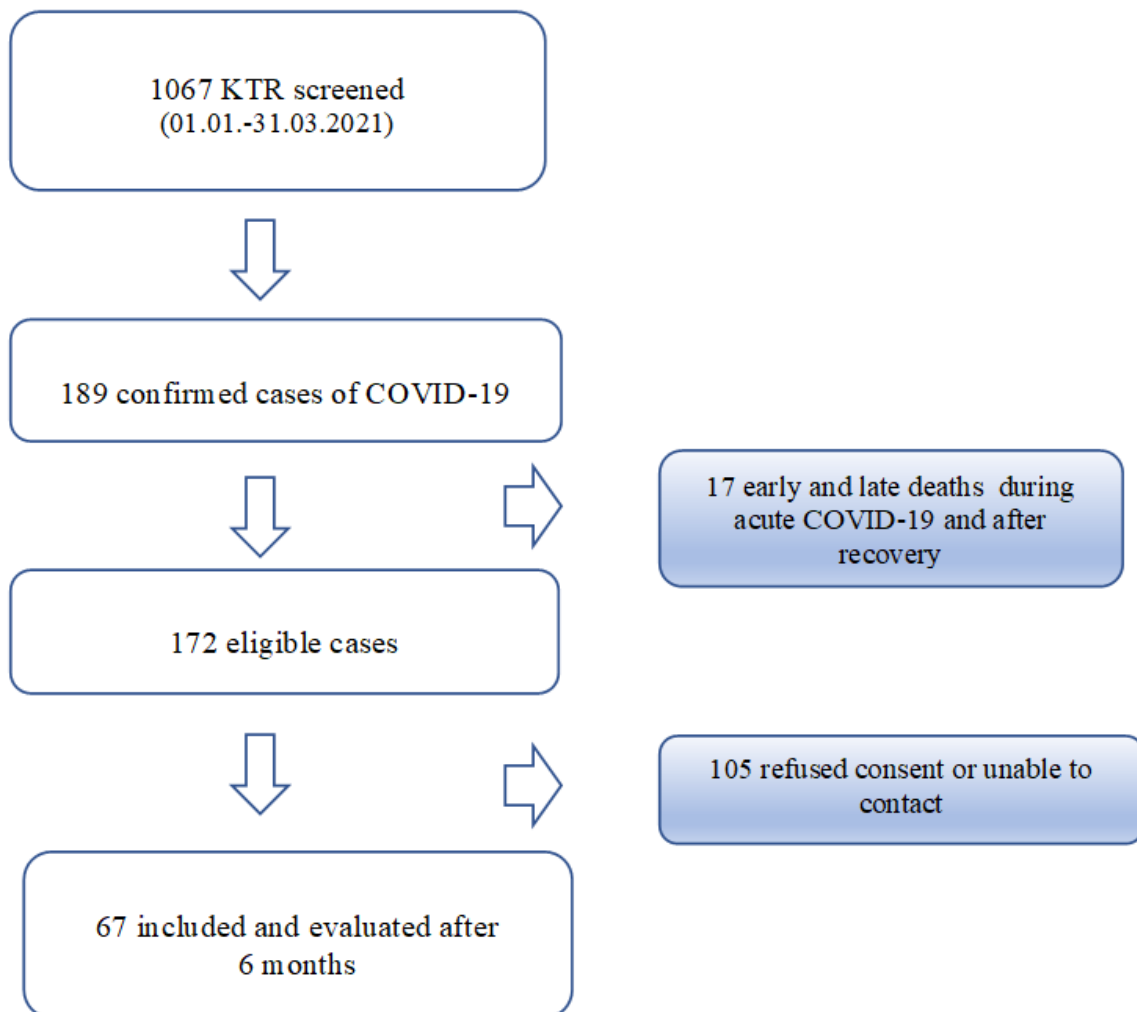 1067 KTR screened
(01.01.-31.03.2021)
189 confirmed cases of COVID-19
17 early and late deaths during
acute COVID-19 and after
recovery
172 eligible cases
105 refused consent or unable to
contact
67 included and evaluated after
6 months